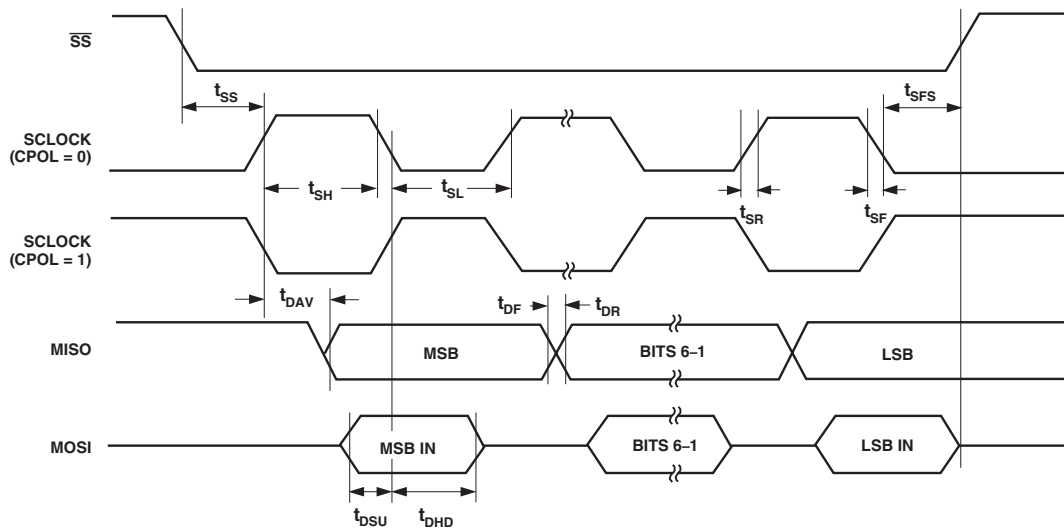 SS
tSS
tSFS
SCLOCK
(CPOL = 0)
tSH
tSL
tSR
tSF
SCLOCK
(CPOL = 1)
tDAV
tDF
tDR
MISO
MSB
BITS 6–1
LSB
MOSI
MSB IN
BITS 6–1
LSB IN
tDSU
tDHD